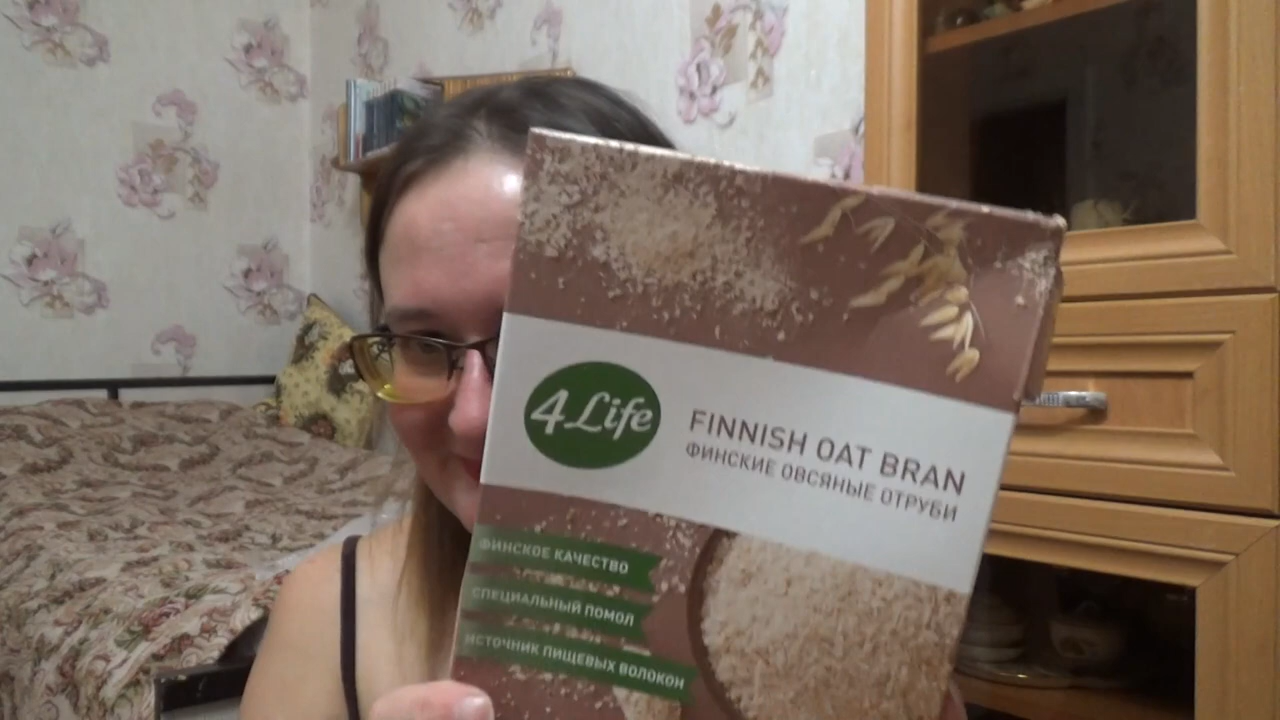 4Life
FINNISH OAT BRAN
ФИНСКИЕ ОВСЯНЫЕ ОТРУБИ
ФИНСКОЕ КАЧЕСТВО
СПЕЦИАЛЬНЫЙ ПОМОЛ
ИСТОЧНИК ПИЩЕВЫХ ВОЛОКОН